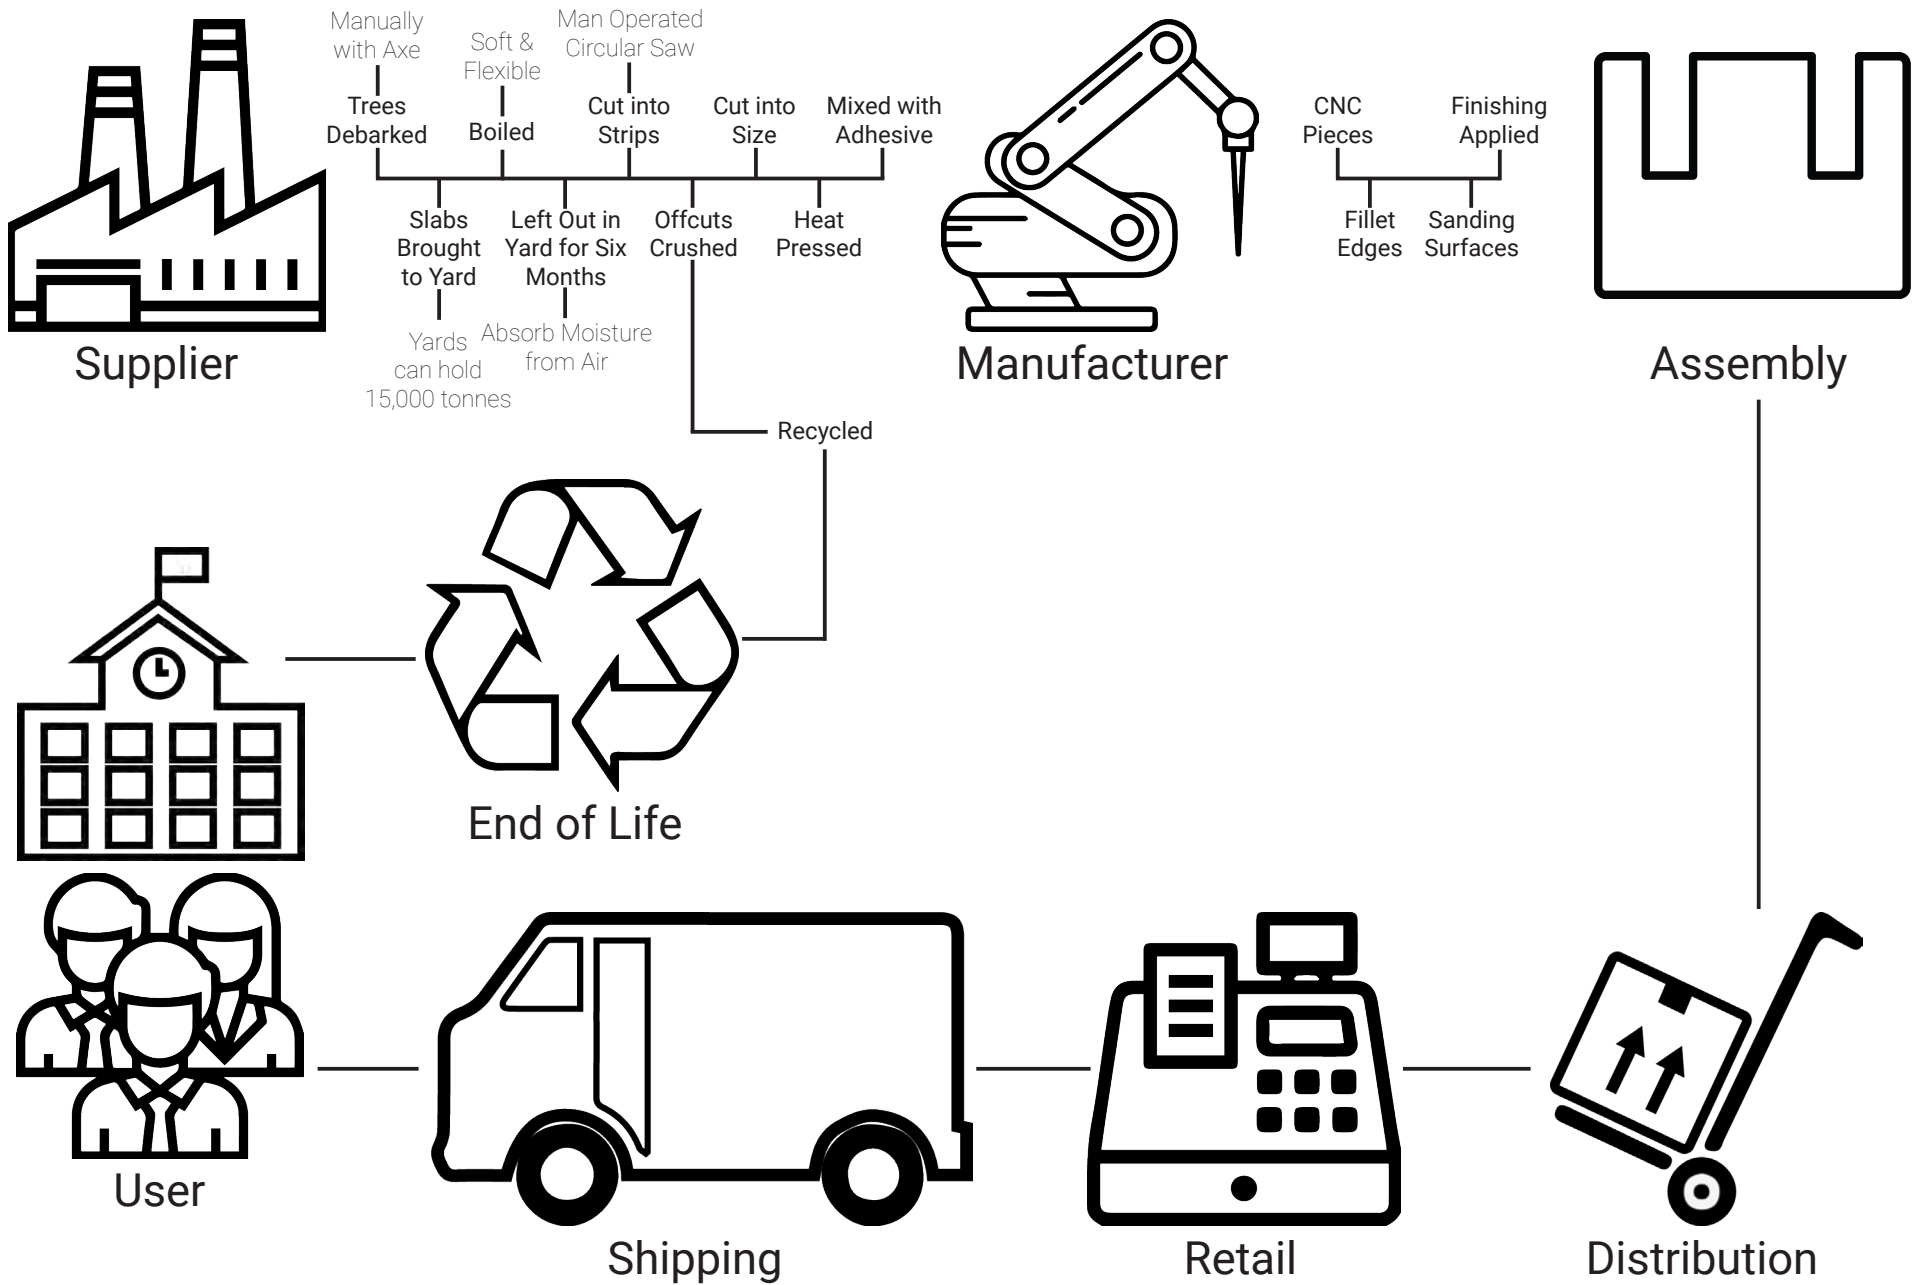 Manually
with Axe
Soft &
Flexible
Man Operated
Circular Saw
Trees
Debarked
Boiled
Cut into
Strips
Cut into
Size
Mixed with
Adhesive
Slabs
Brought
to Yard
Left Out in
Yard for Six
Months
Offcuts
Crushed
Heat
Pressed
Yards
can hold
15,000 tonnes
Absorb Moisture
from Air
Supplier
CNC
Pieces
Finishing
Applied
Fillet
Edges
Sanding
Surfaces
Manufacturer
Assembly
Recycled
End of Life
User
Shipping
Retail
Distribution